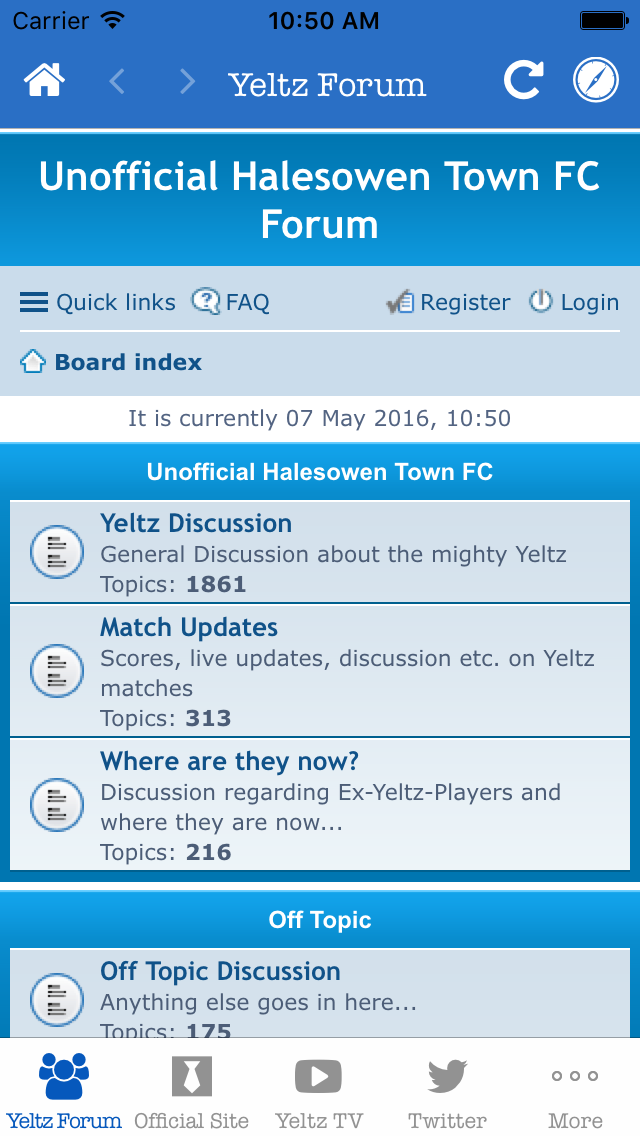 Carrier 10:50 AM
Yeltz Forum
Unofficial Halesowen Town FC
Forum
Quick links FAQ Register Login
Board index
It is currently 07 May 2016, 10:50
Unofficial Halesowen Town FC
Yeltz Discussion
General Discussion about the mighty Yeltz
Topics: 1861
Match Updates
Scores, live updates, discussion etc. on Yeltz
matches
Topics: 313
Where are they now?
Discussion regarding Ex-Yeltz-Players and
where they are now...
Topics: 216
Off Topic
Off Topic Discussion
Anything else goes in here...
Topics: 175
Yeltz Forum Official Site Yeltz TV Twitter More